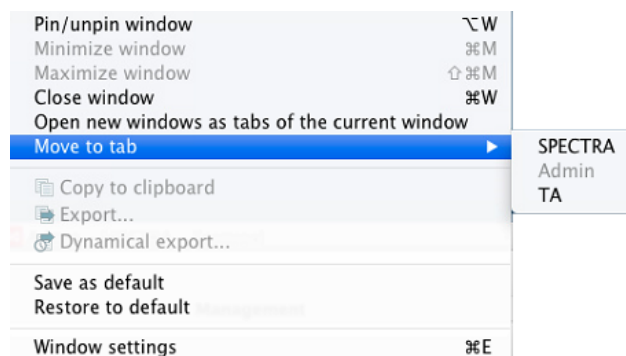 Pin/unpin window ⌥W
Minimize window ⌘M
Maximize window ⇧⌘M
Close window ⌘W
Open new windows as tabs of the current window
Move to tab ▶
SPECTRA
Admin
TA
Copy to clipboard
Export...
Dynamical export...
Save as default
Restore to default
Window settings ⌘E